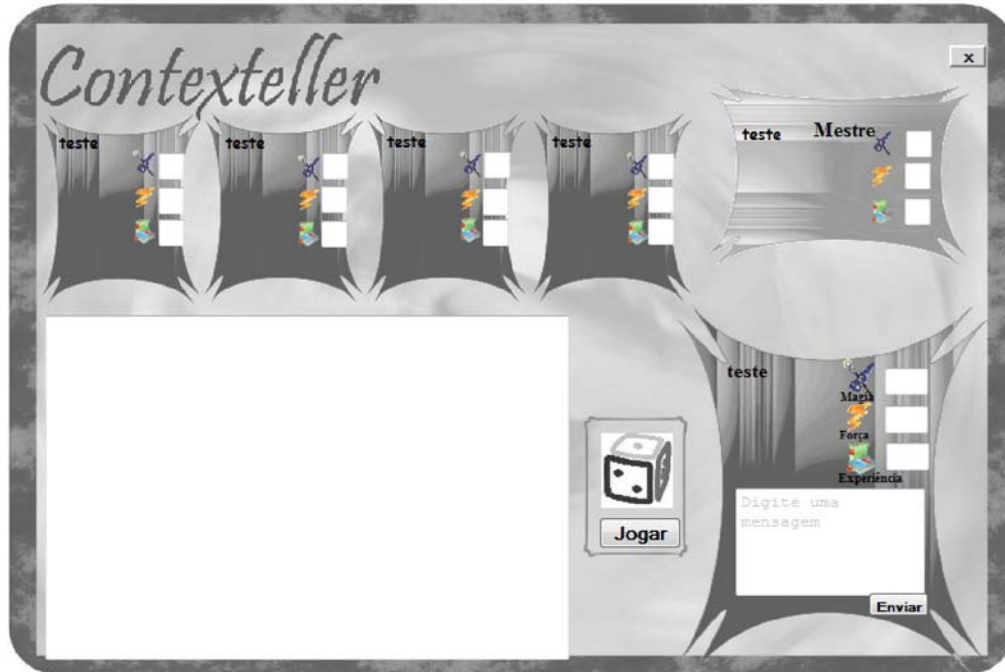 Contexteller
x
teste
teste
teste
teste
teste Mestre
teste
Magia
Força
Experiência
Digite uma
mensagem
Jogar
Enviar